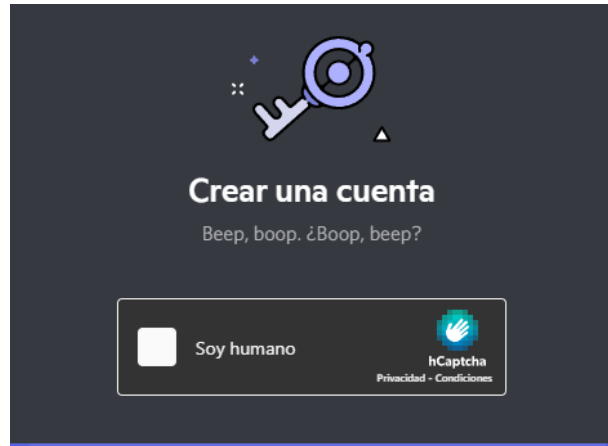 Crear una cuenta
Beep, boop. ¿Boop, beep?
Soy humano
hCaptcha
Privacidad - Condiciones